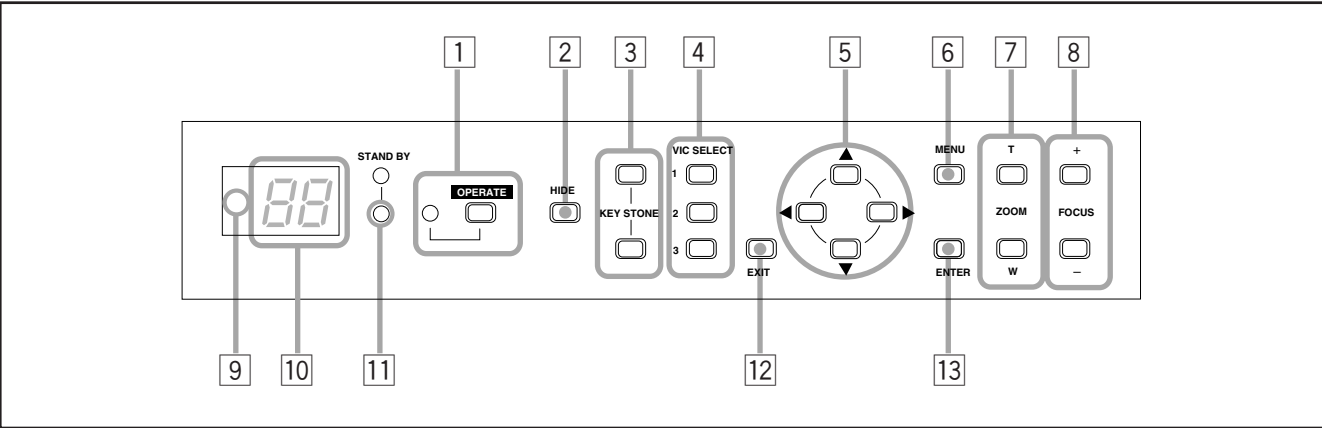 1 2 3 4 5 6 7 8
STAND BY
OPERATE
HIDE
KEY STONE
VIC SELECT
1
2
3
EXIT
MENU
ENTER
T
ZOOM
W
+
FOCUS
–
88
9 10 11 12 13